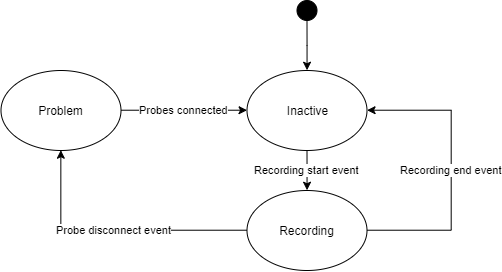 Problem
Probes connected
Inactive
Recording start event
Recording end event
Probe disconnect event
Recording